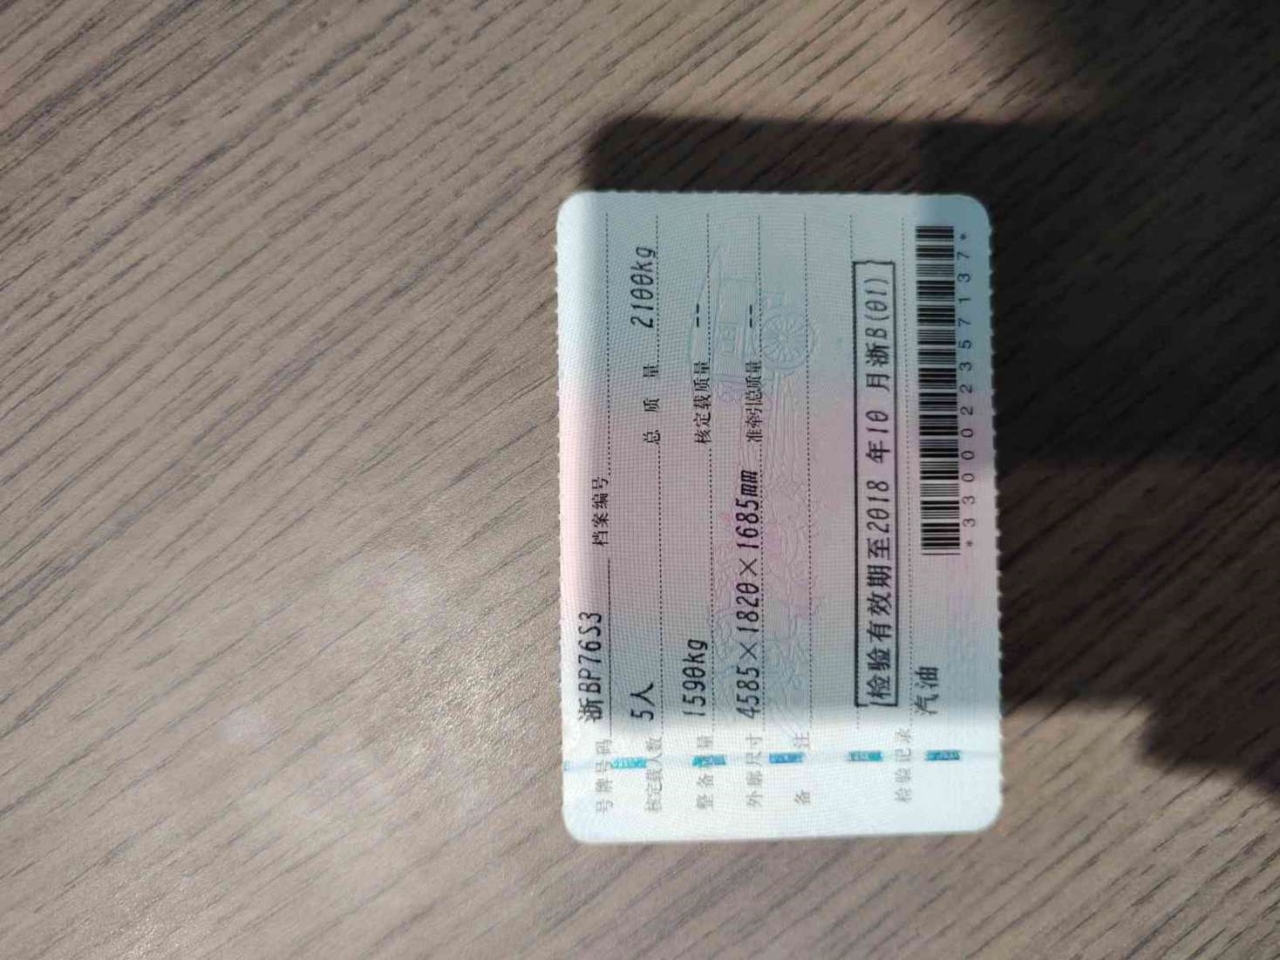 号牌号码 浙BP76S3 档案编号
核定载人数 5人 总质量 2100kg
整备质量 1590kg 核定载质量 --
外廓尺寸 4585×1820×1685mm 准牵引总质量 --
备注
检验记录 检验有效期至2018年10月浙B(01)
汽油
*3300022357137*